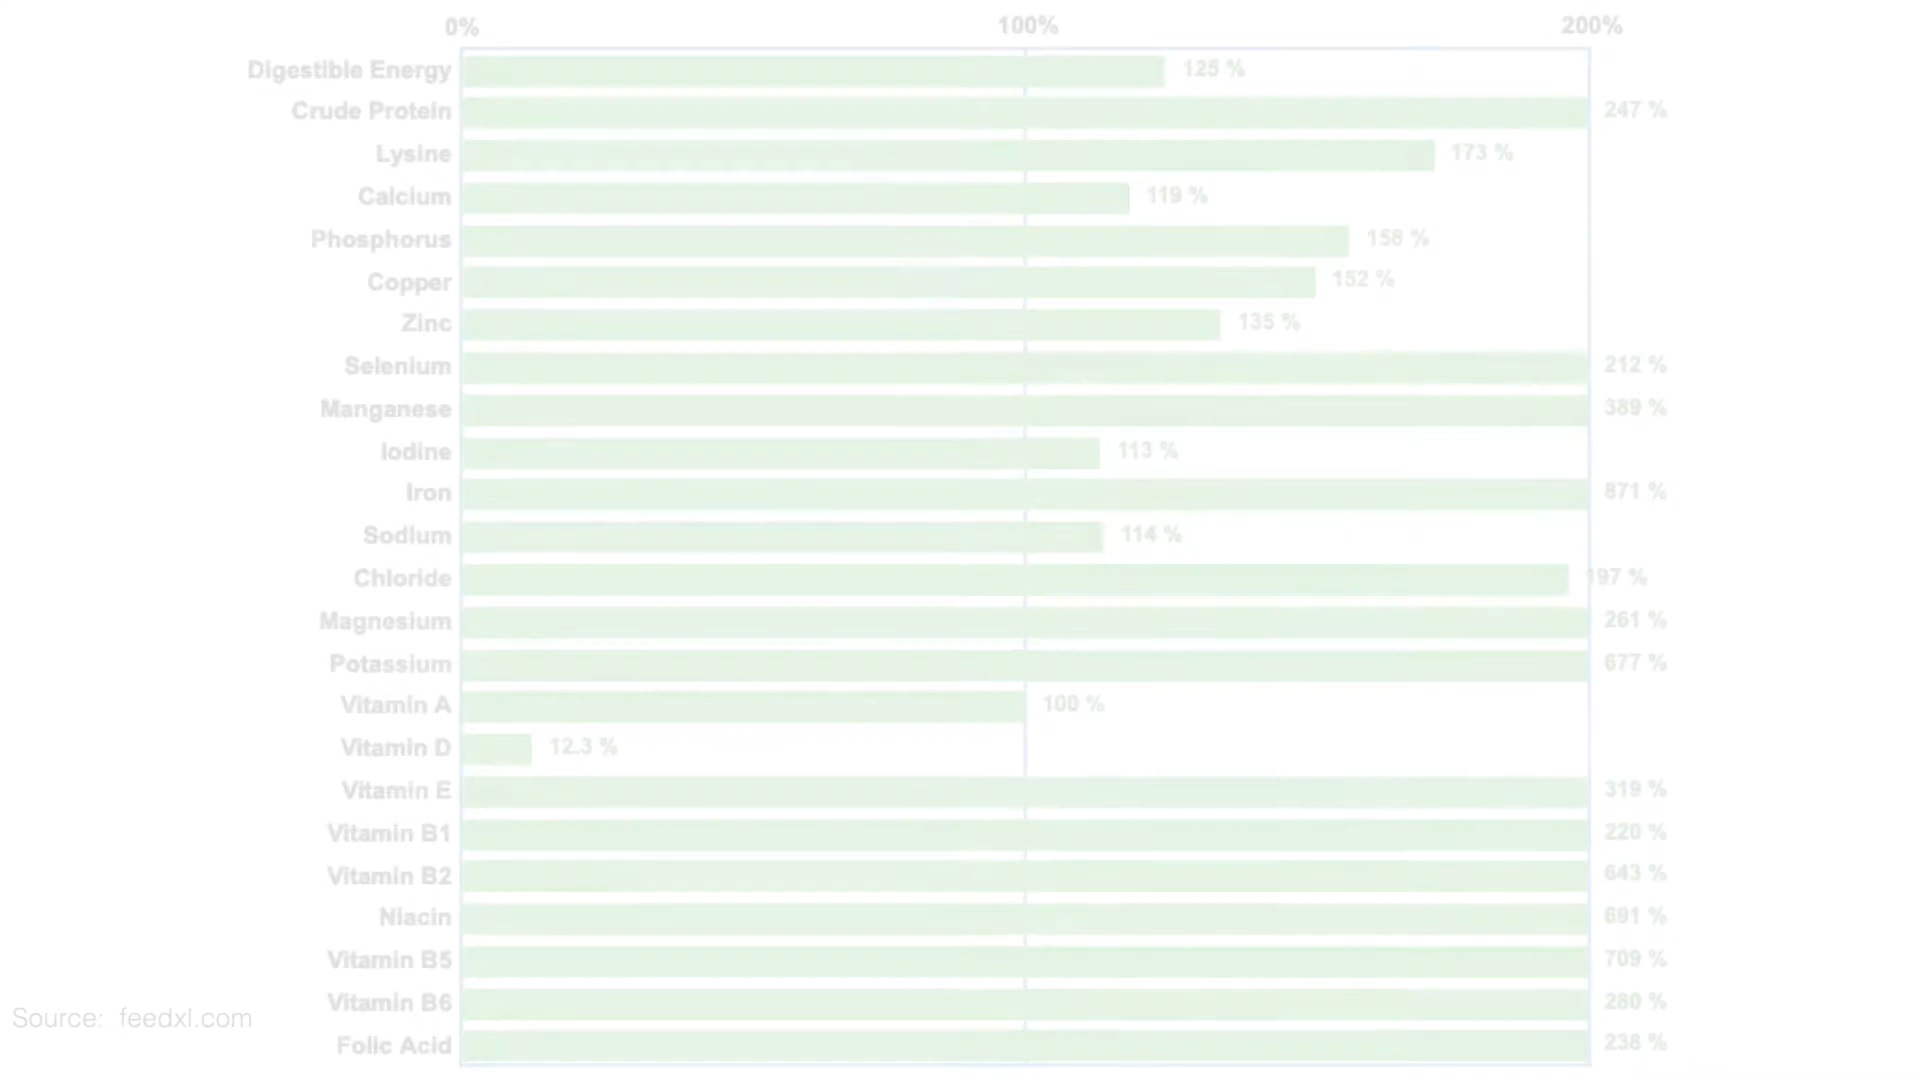 0% 100% 200%
Digestible Energy 125 %
Crude Protein 247 %
Lysine 173 %
Calcium 119 %
Phosphorus 158 %
Copper 152 %
Zinc 135 %
Selenium 212 %
Manganese 389 %
Iodine 113 %
Iron 871 %
Sodium 114 %
Chloride 197 %
Magnesium 261 %
Potassium 677 %
Vitamin A 100 %
Vitamin D 12.3 %
Vitamin E 319 %
Vitamin B1 220 %
Vitamin B2 643 %
Niacin 691 %
Vitamin B5 709 %
Vitamin B6 280 %
Source: feedxl.com
Folic Acid 238 %